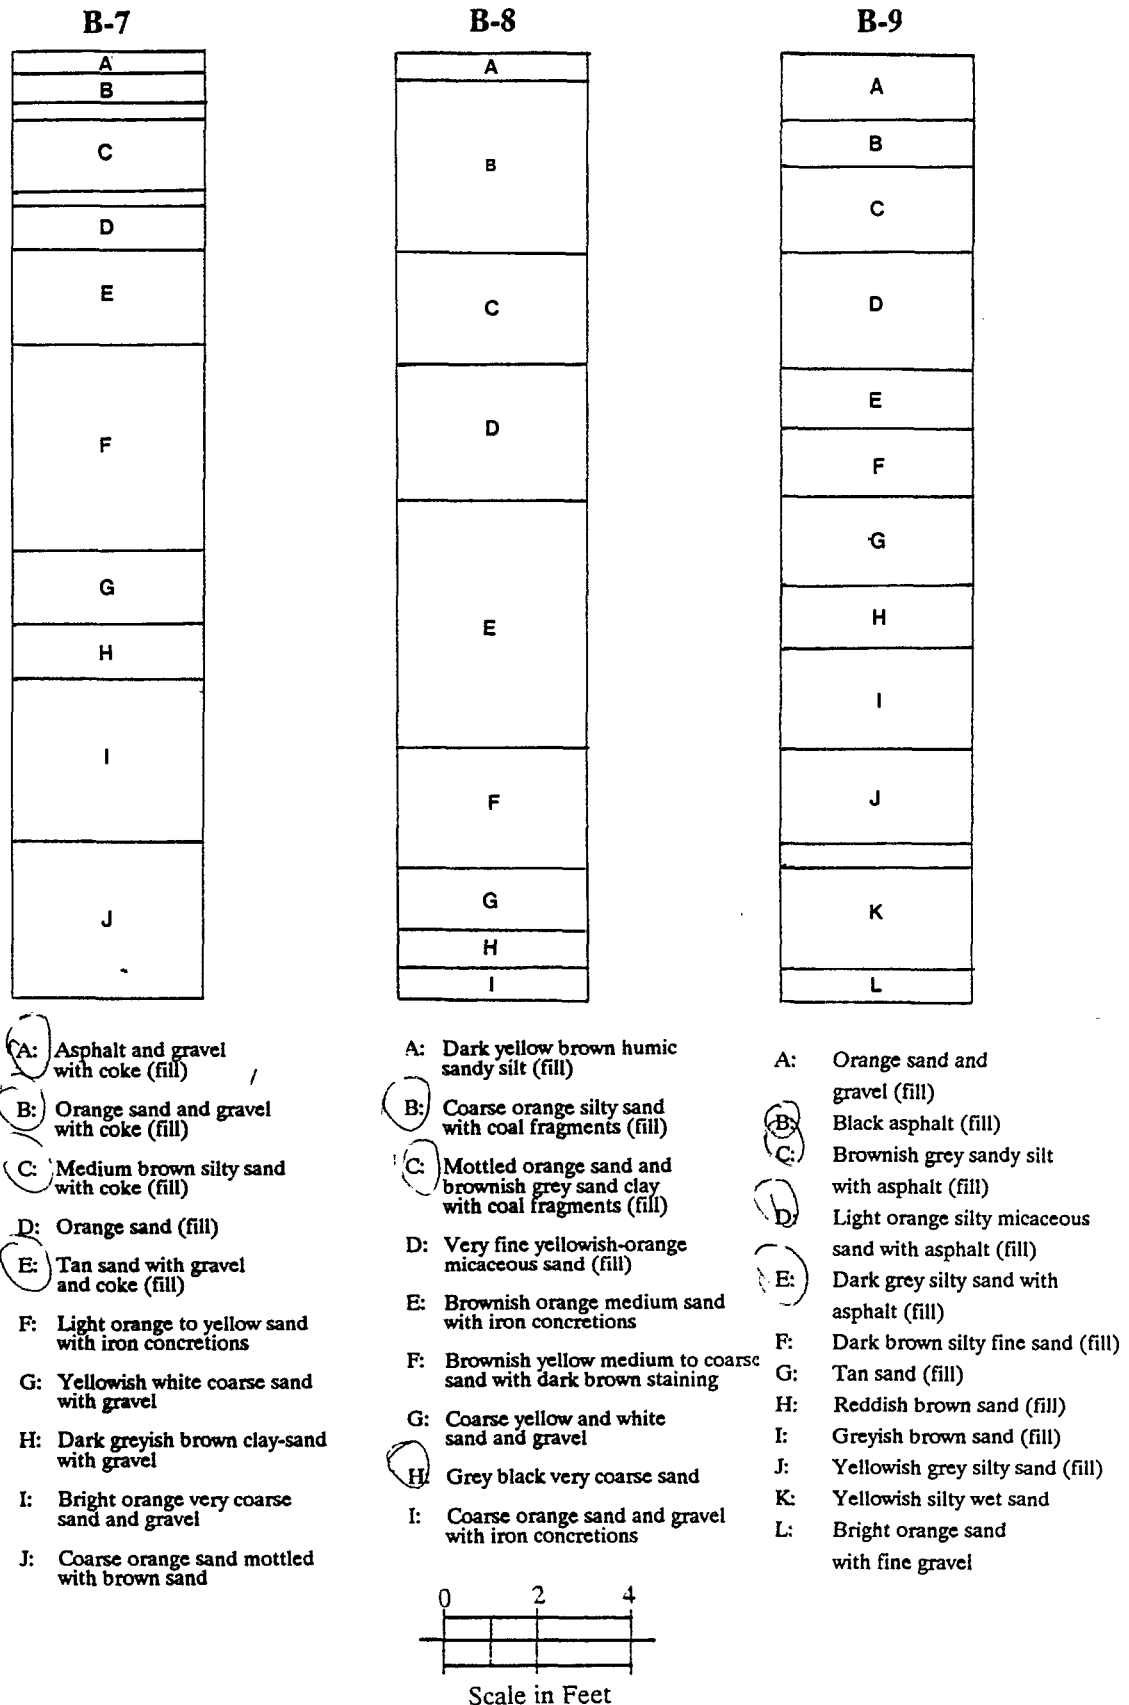 B-7
A
B
C
D
E
F
G
H
I
J
A: Asphalt and gravel
with coke (fill)
B: Orange sand and gravel
with coke (fill)
C: Medium brown silty sand
with coke (fill)
D: Orange sand (fill)
E: Tan sand with gravel
and coke (fill)
F: Light orange to yellow sand
with iron concretions
G: Yellowish white coarse sand
with gravel
H: Dark greyish brown clay-sand
with gravel
I: Bright orange very coarse
sand and gravel
J: Coarse orange sand mottled
with brown sand
B-8
A
B
C
D
E
F
G
H
I
A: Dark yellow brown humic
sandy silt (fill)
B: Coarse orange silty sand
with coal fragments (fill)
C: Mottled orange sand and
brownish grey sand clay
with coal fragments (fill)
D: Very fine yellowish-orange
micaceous sand (fill)
E: Brownish orange medium sand
with iron concretions
F: Brownish yellow medium to coarse
sand with dark brown staining
G: Coarse yellow and white
sand and gravel
H: Grey black very coarse sand
I: Coarse orange sand and gravel
with iron concretions
B-9
A
B
C
D
E
F
G
H
I
J
K
L
A: Orange sand and
gravel (fill)
B: Black asphalt (fill)
C: Brownish grey sandy silt
with asphalt (fill)
D: Light orange silty micaceous
sand with asphalt (fill)
E: Dark grey silty sand with
asphalt (fill)
F: Dark brown silty fine sand (fill)
G: Tan sand (fill)
H: Reddish brown sand (fill)
I: Greyish brown sand (fill)
J: Yellowish grey silty sand (fill)
K: Yellowish silty wet sand
L: Bright orange sand
with fine gravel
0 2 4
Scale in Feet